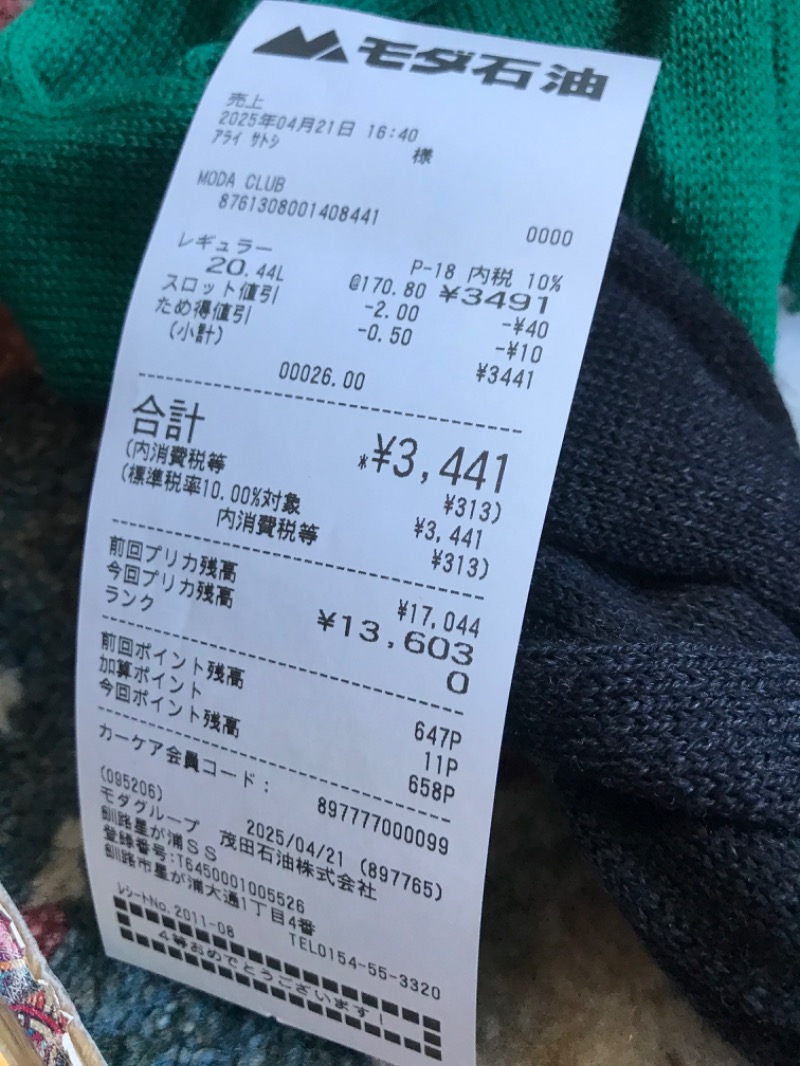 モダ石油
売上
2025年04月21日 16:40
ｱﾗｲ ｻﾄｼ 様
MODA CLUB
8761308001408441
0000
レギュラー P-18 内税 10%
20.44L @170.80 ¥3491
スロット値引 -2.00 -¥40
ため得値引 -0.50 -¥10
(小計) ¥3441
00026.00
合計 *¥3,441
(内消費税等 ¥313)
(標準税率10.00%対象 ¥3,441
内消費税等 ¥313)
前回プリカ残高 ¥17,044
今回プリカ残高 ¥13,603
ランク 0
前回ポイント残高 647P
加算ポイント 11P
今回ポイント残高 658P
カーケア会員コード:
897777000099
(095206) 2025/04/21 (897765)
モダグループ 茂田石油株式会社
釧路星が浦SS
登録番号:T6450001005526
釧路市星が浦大通1丁目4番
TEL0154-55-3320
ﾚｼｰﾄNo.2011-08
4等おめでとうございます!